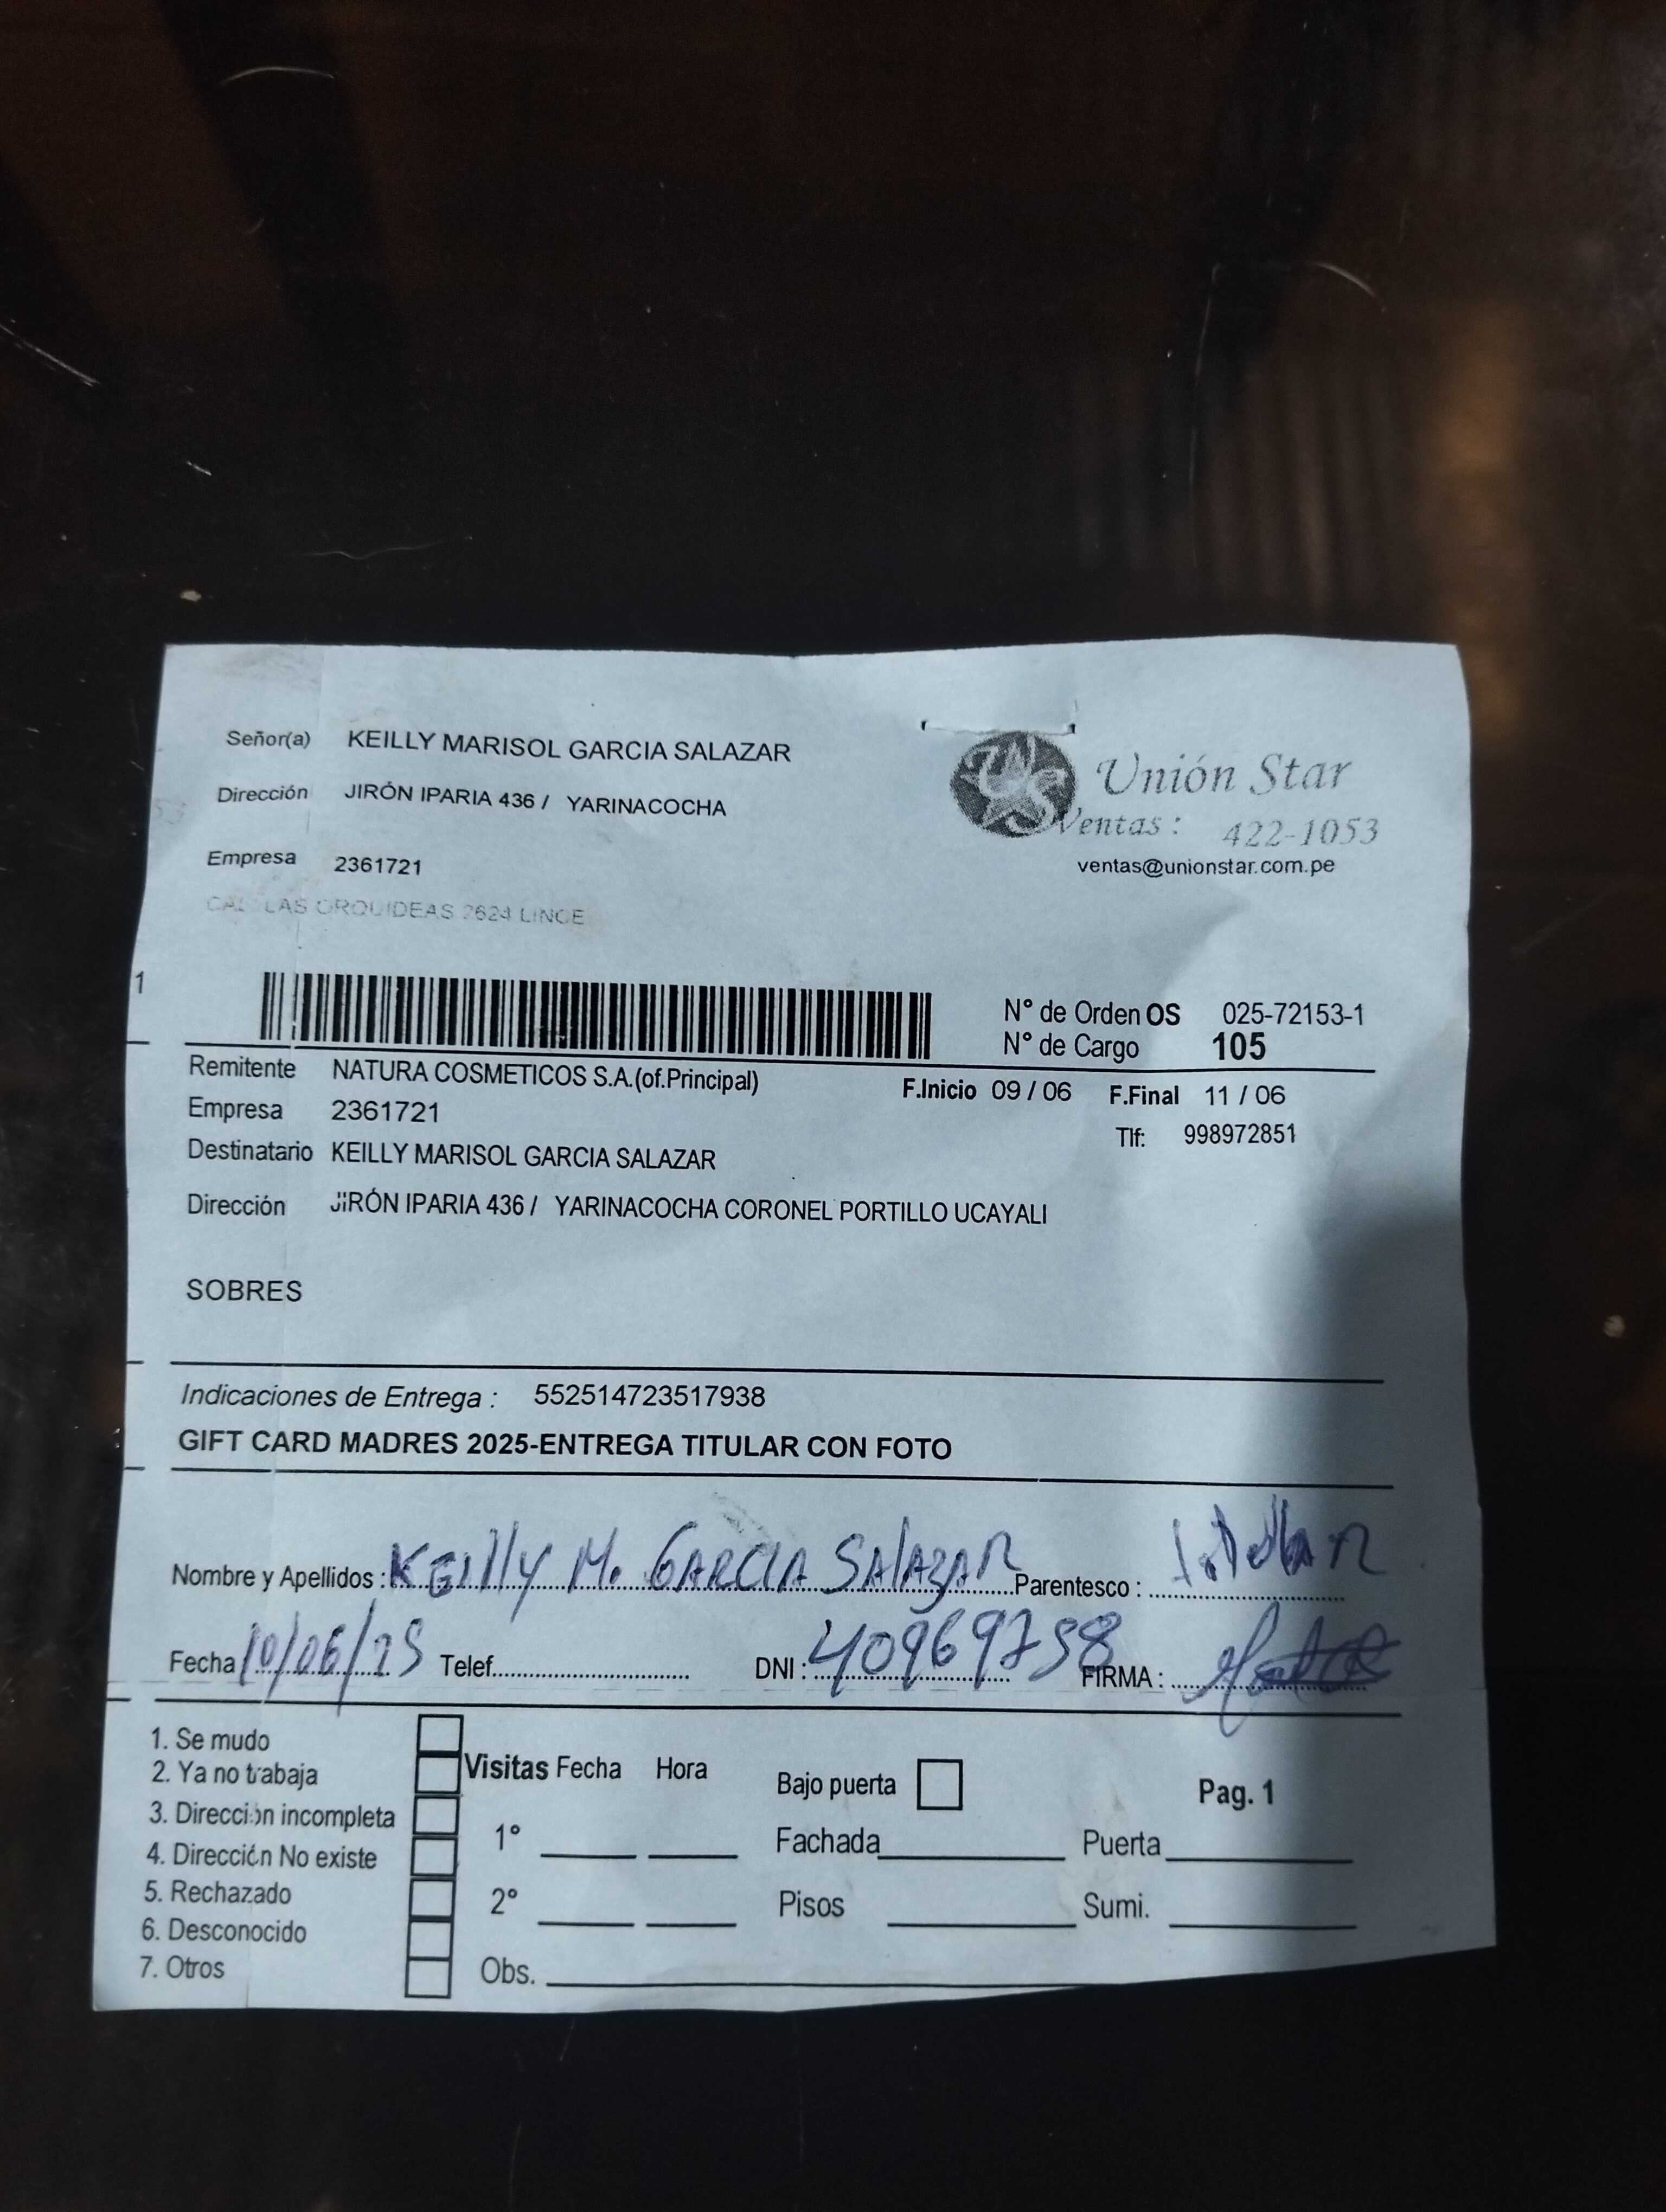 Señor(a) KEILLY MARISOL GARCIA SALAZAR
Dirección JIRÓN IPARIA 436 / YARINACOCHA
Empresa 2361721
CAL LAS ORQUIDEAS 2624 LINCE
Unión Star
Ventas : 422-1053
ventas@unionstar.com.pe
1
N° de Orden OS 025-72153-1
N° de Cargo 105
Remitente NATURA COSMETICOS S.A.(of.Principal)
F.Inicio 09 / 06 F.Final 11 / 06
Empresa 2361721
Tlf: 998972851
Destinatario KEILLY MARISOL GARCIA SALAZAR
Dirección JIRÓN IPARIA 436 / YARINACOCHA CORONEL PORTILLO UCAYALI
SOBRES
Indicaciones de Entrega : 552514723517938
GIFT CARD MADRES 2025-ENTREGA TITULAR CON FOTO
Nombre y Apellidos : KEILLY M. GARCIA SALAZAR Parentesco : titular
Fecha 10/06/25 Telef. DNI : 40969758 FIRMA :
1. Se mudo
2. Ya no trabaja
3. Dirección incompleta
4. Dirección No existe
5. Rechazado
6. Desconocido
7. Otros
Visitas Fecha Hora
1°
2°
Obs.
Bajo puerta
Pag. 1
Fachada Puerta
Pisos Sumi.